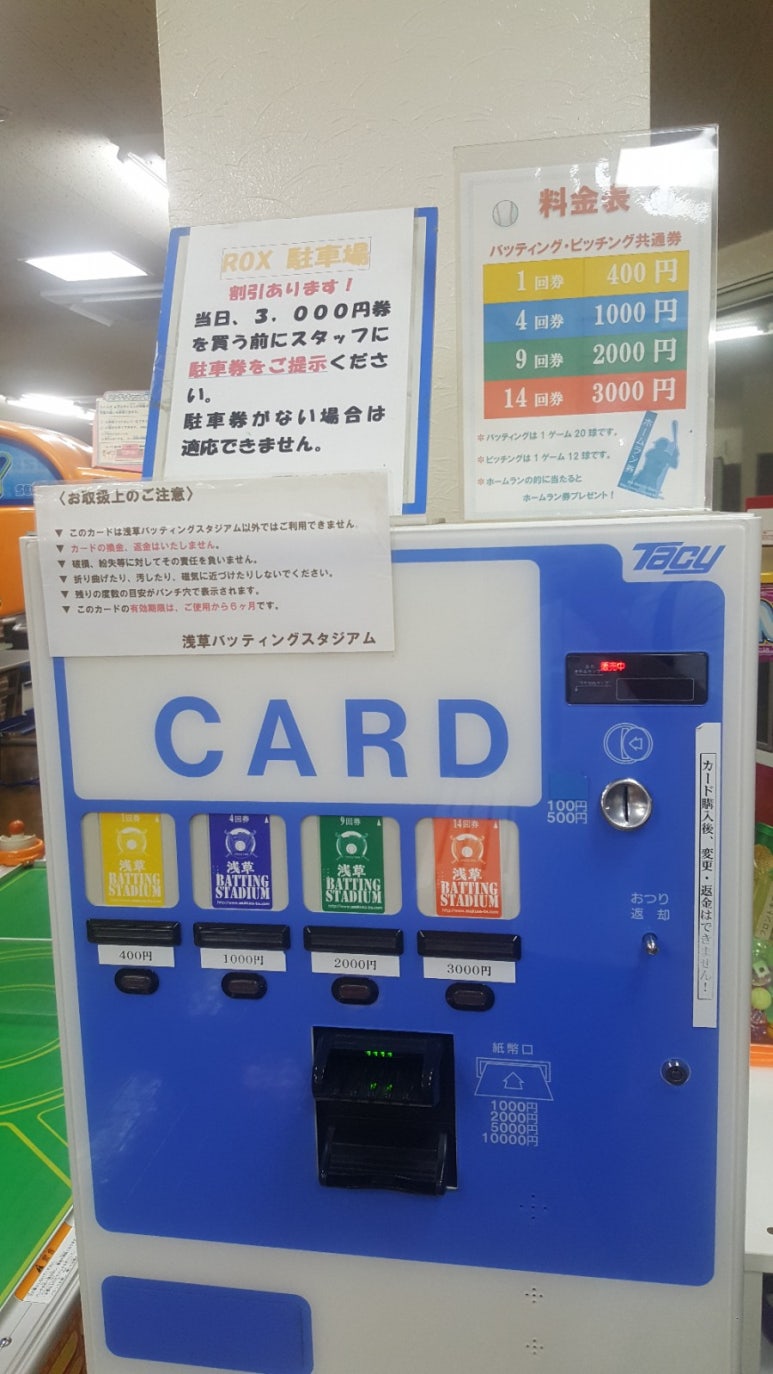 ROX 駐車場
割引あります！
当日、３．０００円券
を買う前にスタッフに
駐車券をご提示くださ
い。
駐車券がない場合は
適応できません。
料金表
バッティング・ピッチング共通券
1 回券 400 円
4 回券 1000 円
9 回券 2000 円
14 回券 3000 円
※バッティングは１ゲーム20球です。
※ピッチングは１ゲーム12球です。
※ホームランの的に当たると
ホームラン券プレゼント！
ホームラン券
〈お取扱上のご注意〉
▼ このカードは浅草バッティングスタジアム以外ではご利用できません。
▼ カードの換金、返金はいたしません。
▼ 破損、紛失等に対してその責任を負いません。
▼ 折り曲げたり、汚したり、磁気に近づけたりしないでください。
▼ 残りの度数の目安がパンチ穴で表示されます。
▼ このカードの有効期限は、ご使用から６ヶ月です。
浅草バッティングスタジアム
TACY
販売中
CARD
100円
500円
カード購入後、変更・返金はできません！
おつり
返却
1回券
浅草
BATTING
STADIUM
4回券
浅草
BATTING
STADIUM
9回券
浅草
BATTING
STADIUM
14回券
浅草
BATTING
STADIUM
400円
1000円
2000円
3000円
紙幣口
1000円
2000円
5000円
10000円